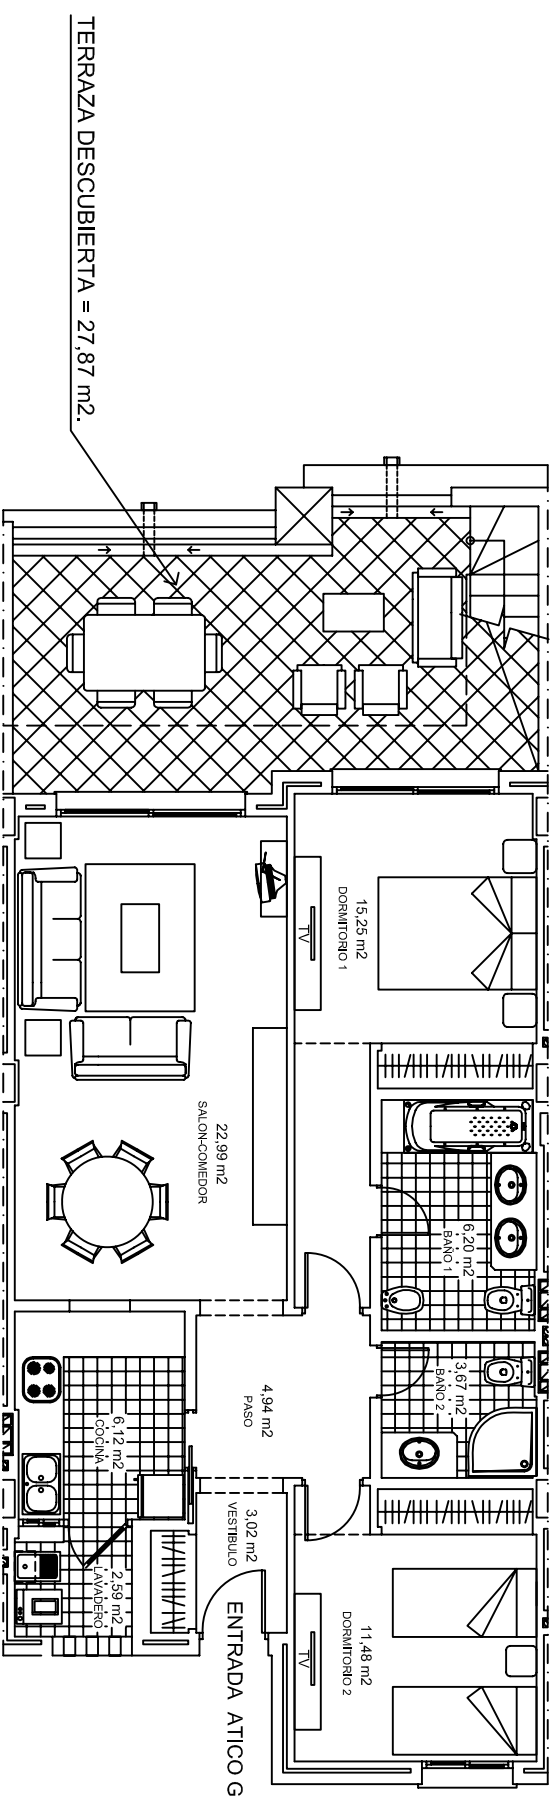 TERRAZA DESCUBIERTA = 27,87 m2.
15,25 m2
DORMITORIO 1
TV
22,99 m2
SALON-COMEDOR
6,20 m2
BAÑO 1
3,67 m2
BAÑO 2
4,94 m2
PASO
6,12 m2
COCINA
3,02 m2
VESTIBULO
2,59 m2
LAVADERO
11,48 m2
DORMITORIO 2
TV
ENTRADA ATICO G